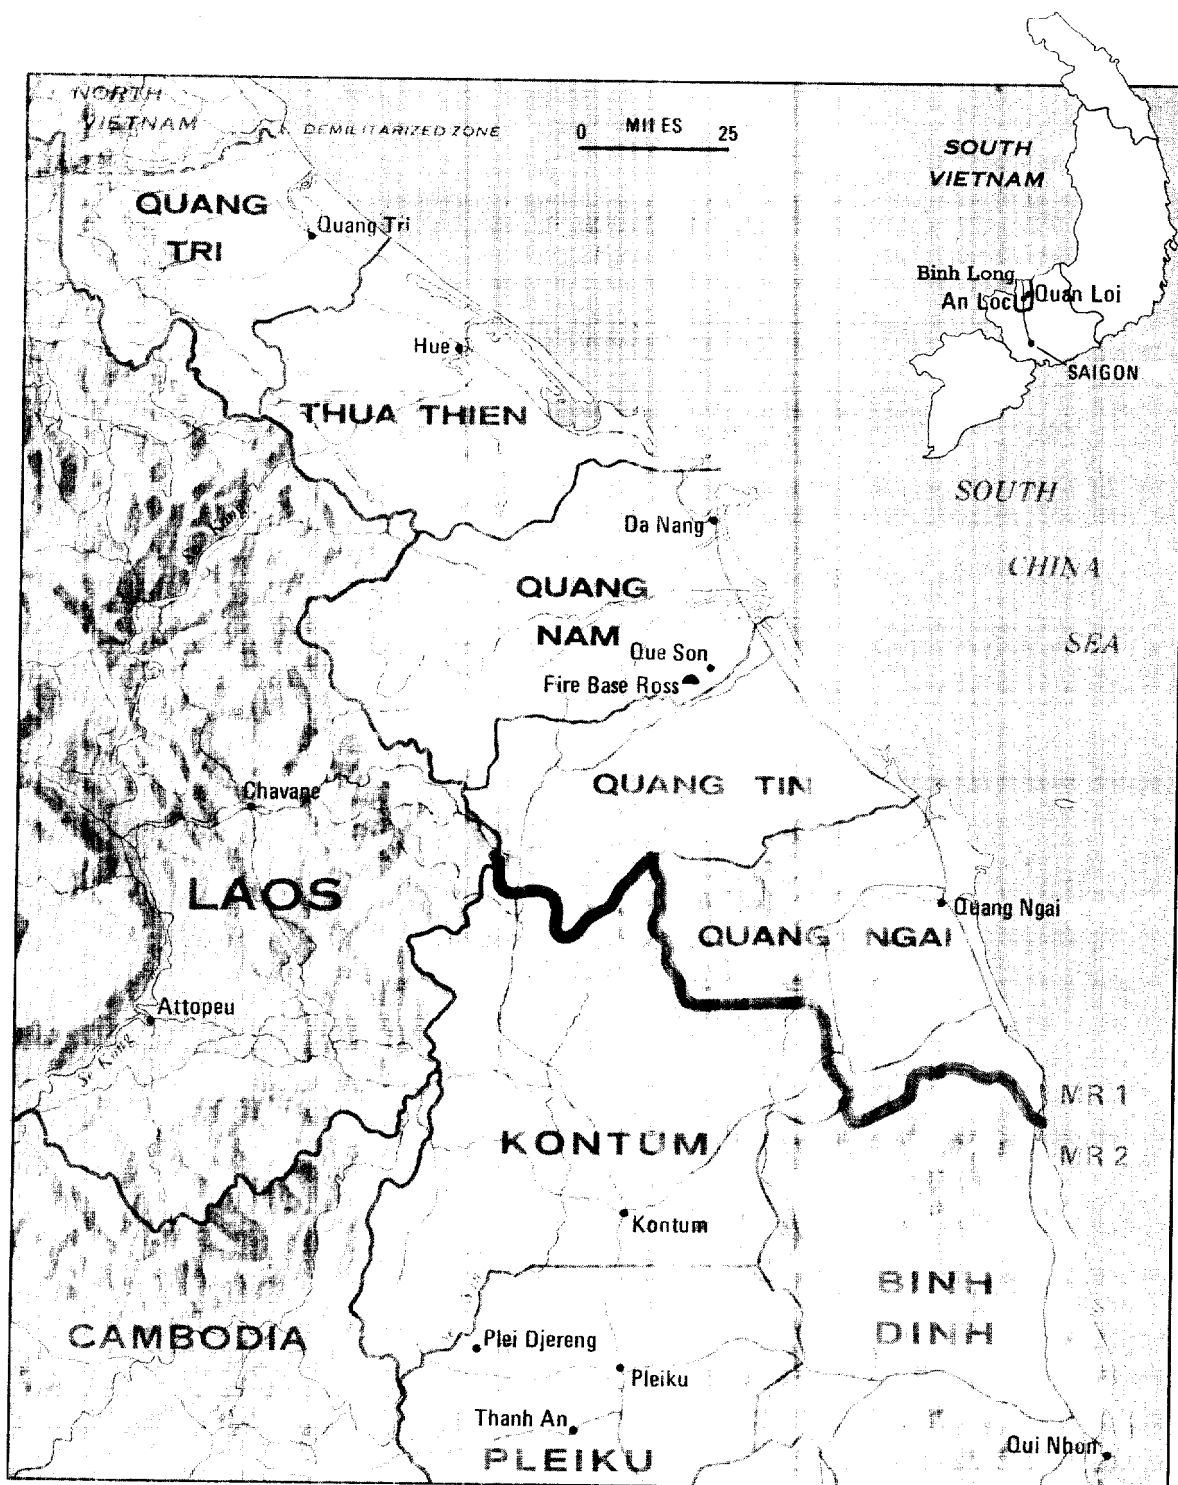 NORTH
VIETNAM
DEMILITARIZED ZONE
0 MILES 25
SOUTH
VIETNAM
QUANG
TRI
Quang Tri
Binh Long
An Loc
Quan Loi
SAIGON
Hue
THUA THIEN
SOUTH
CHINA
SEA
Da Nang
QUANG
NAM
Que Son
Fire Base Ross
QUANG TIN
Chavane
LAOS
Quang Ngai
QUANG NGAI
Attopeu
MR 1
MR 2
KONTUM
Kontum
BINH
DINH
CAMBODIA
Plei Djereng
Pleiku
Thanh An
PLEIKU
Qui Nhon